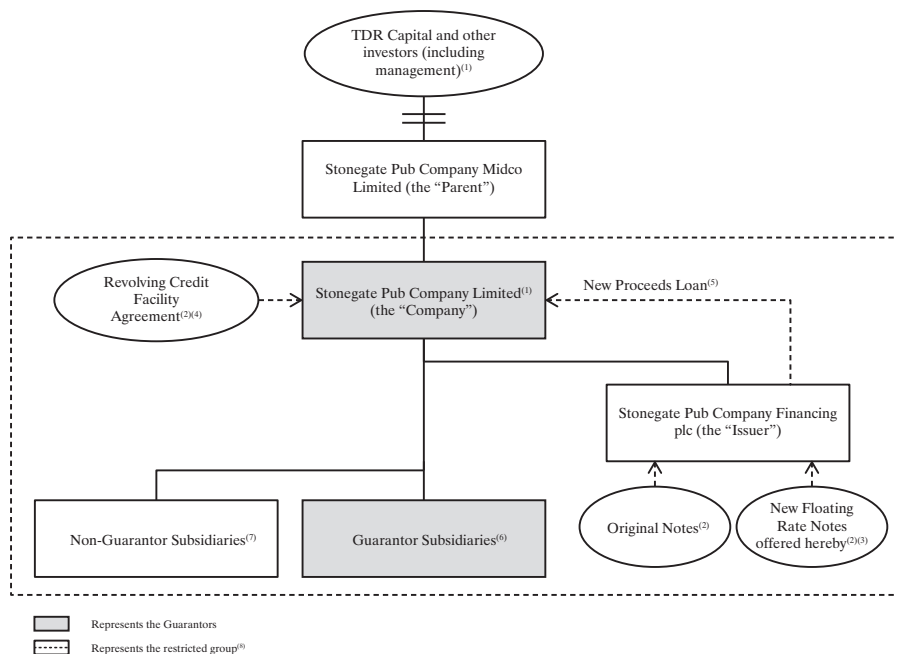 TDR Capital and other
investors (including
management)(1)
Stonegate Pub Company Midco
Limited (the “Parent”)
Revolving Credit
Facility
Agreement(2)(4)
Stonegate Pub Company Limited(1)
(the “Company”)
New Proceeds Loan(5)
Stonegate Pub Company Financing
plc (the “Issuer”)
Non-Guarantor Subsidiaries(7)
Guarantor Subsidiaries(6)
Original Notes(2)
New Floating
Rate Notes
offered hereby(2)(3)
Represents the Guarantors
Represents the restricted group(8)